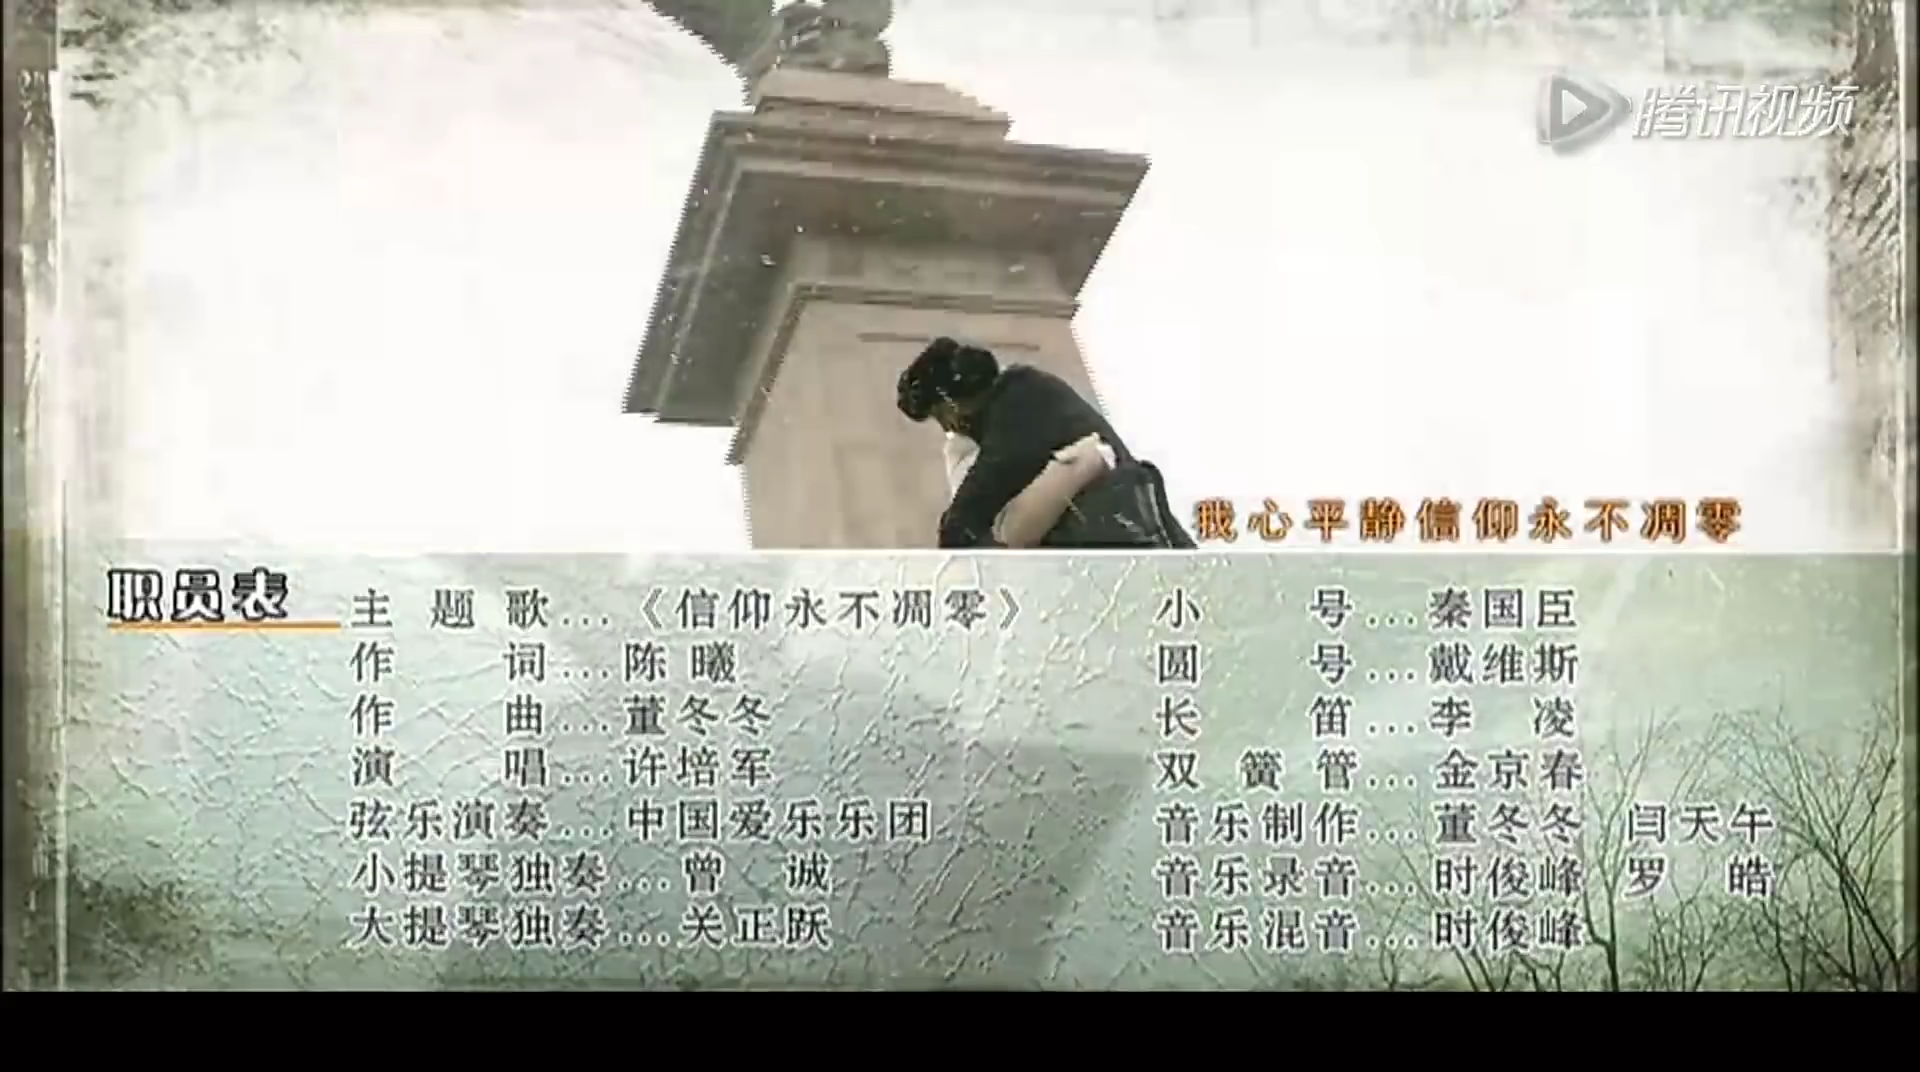 腾讯视频
我心平静信仰永不凋零
职员表
主题歌...《信仰永不凋零》
作词...陈曦
作曲...董冬冬
演唱...许培军
弦乐演奏...中国爱乐乐团
小提琴独奏...曾诚
大提琴独奏...关正跃
小号...秦国臣
圆号...戴维斯
长笛...李凌
双簧管...金京春
音乐制作...董冬冬 闫天午
音乐录音...时俊峰 罗皓
音乐混音...时俊峰